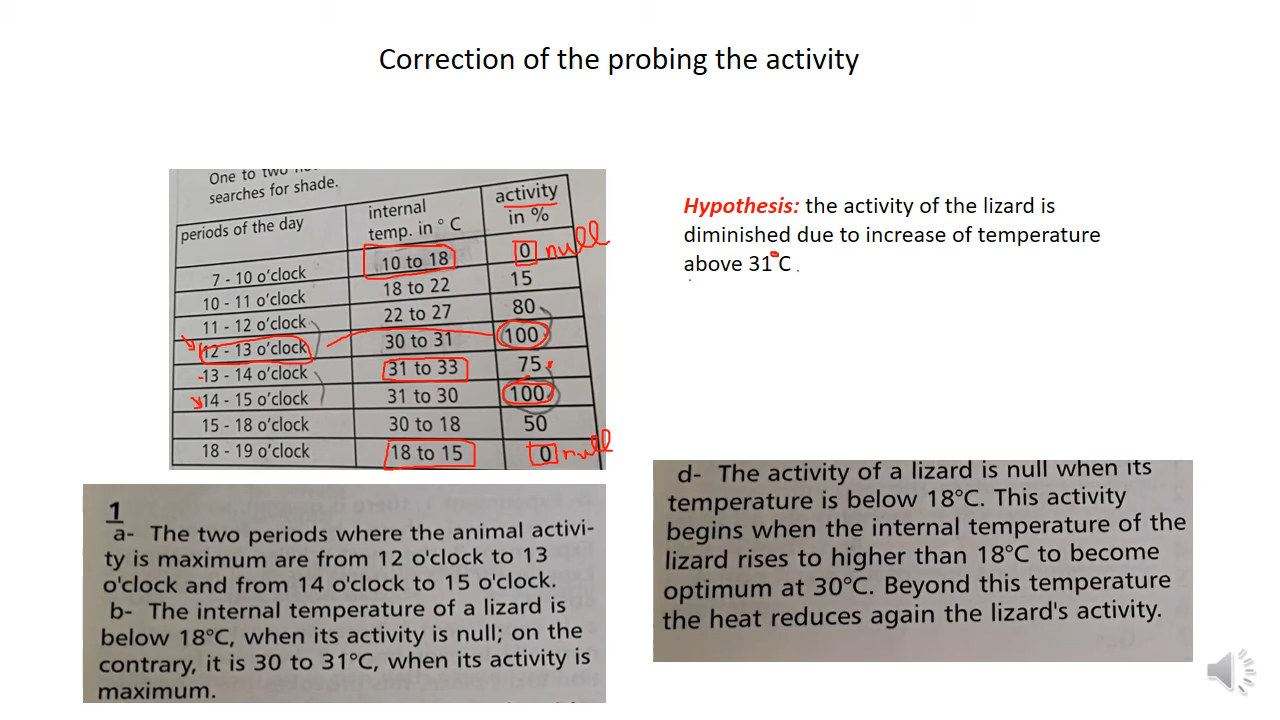 Correction of the probing the activity
One to two
searches for shade.
periods of the day internal temp. in ° C activity in %
7 - 10 o'clock 10 to 18 0 null
10 - 11 o'clock 18 to 22 15
11 - 12 o'clock 22 to 27 80
12 - 13 o'clock 30 to 31 100
13 - 14 o'clock 31 to 33 75
14 - 15 o'clock 31 to 30 100
15 - 18 o'clock 30 to 18 50
18 - 19 o'clock 18 to 15 0 null
Hypothesis: the activity of the lizard is
diminished due to increase of temperature
above 31°C .
1
a- The two periods where the animal activi-
ty is maximum are from 12 o'clock to 13
o'clock and from 14 o'clock to 15 o'clock.
b- The internal temperature of a lizard is
below 18°C, when its activity is null; on the
contrary, it is 30 to 31°C, when its activity is
maximum.
d- The activity of a lizard is null when its
temperature is below 18°C. This activity
begins when the internal temperature of the
lizard rises to higher than 18°C to become
optimum at 30°C. Beyond this temperature
the heat reduces again the lizard's activity.